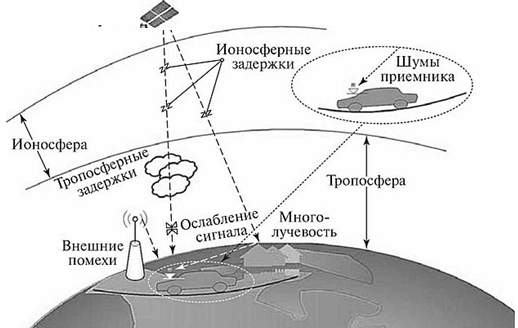 Ионосферные
задержки
Шумы
приемника
Ионосфера
Тропосферные
задержки
Тропосфера
Ослабление
сигнала
Много-
лучевость
Внешние
помехи